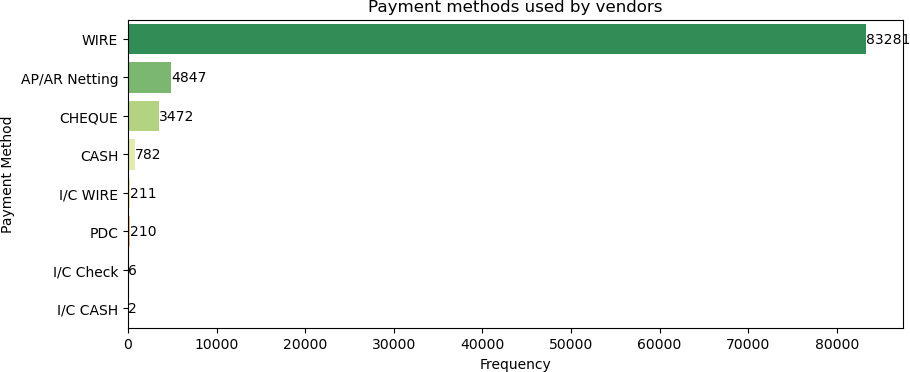 Payment methods used by vendors
Payment Method
WIRE 83281
AP/AR Netting 4847
CHEQUE 3472
CASH 782
I/C WIRE 211
PDC 210
I/C Check 6
I/C CASH 2
0 10000 20000 30000 40000 50000 60000 70000 80000
Frequency